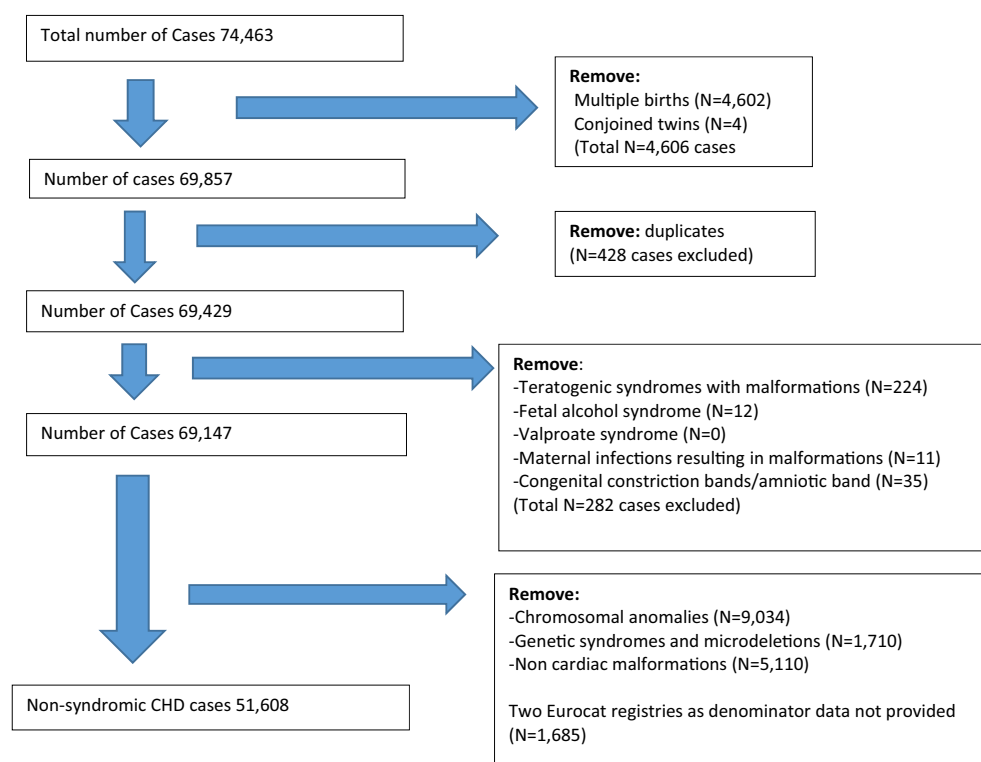 Total number of Cases 74,463
Remove:
Multiple births (N=4,602)
Conjoined twins (N=4)
(Total N=4,606 cases
Number of cases 69,857
Remove: duplicates
(N=428 cases excluded)
Number of Cases 69,429
Remove:
-Teratogenic syndromes with malformations (N=224)
-Fetal alcohol syndrome (N=12)
-Valproate syndrome (N=0)
-Maternal infections resulting in malformations (N=11)
-Congenital constriction bands/amniotic band (N=35)
(Total N=282 cases excluded)
Number of Cases 69,147
Remove:
-Chromosomal anomalies (N=9,034)
-Genetic syndromes and microdeletions (N=1,710)
-Non cardiac malformations (N=5,110)
Two Eurocat registries as denominator data not provided
(N=1,685)
Non-syndromic CHD cases 51,608